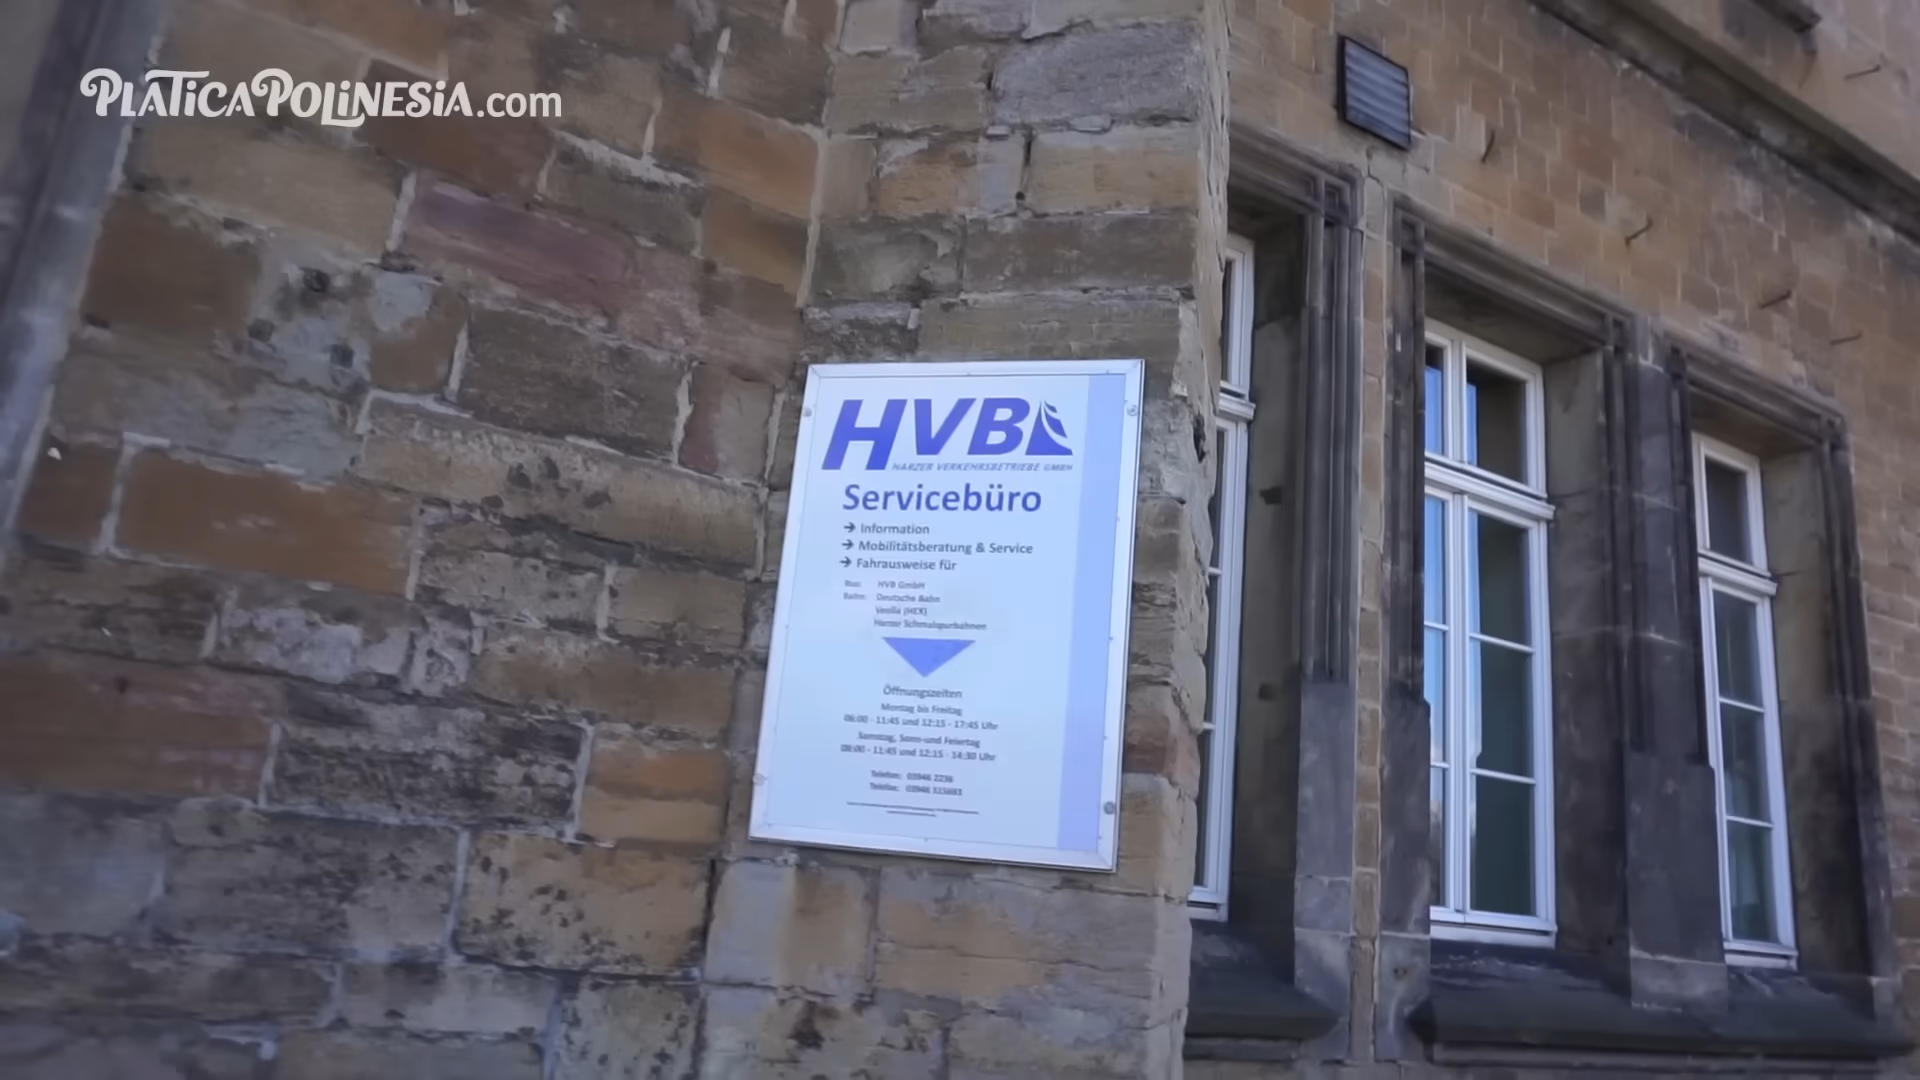 PLATICAPOLINESIA.com
HVB
HARZER VERKEHRSBETRIEBE GMBH
Servicebüro
→ Information
→ Mobilitätsberatung & Service
→ Fahrausweise für
Bus: HVB GmbH
Bahn: Deutsche Bahn
Veolia (HEX)
Harzer Schmalspurbahnen
Öffnungszeiten
Montag bis Freitag
06:00 - 11:45 und 12:15 - 17:45 Uhr
Samstag, Sonn-und Feiertag
08:00 - 11:45 und 12:15 - 14:30 Uhr
Telefon: 03946 2236
Telefax: 03946